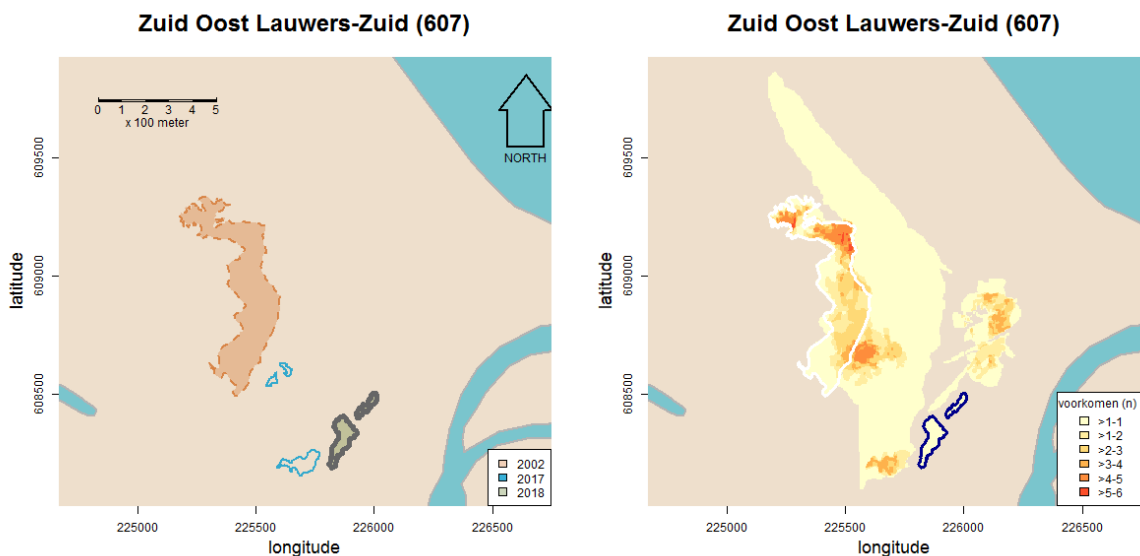 Zuid Oost Lauwers-Zuid (607)
0 1 2 3 4 5
x 100 meter
NORTH
latitude
609500
609000
608500
2002
2017
2018
225000 225500 226000 226500
longitude
Zuid Oost Lauwers-Zuid (607)
latitude
609500
609000
608500
voorkomen (n)
>1-1
>1-2
>2-3
>3-4
>4-5
>5-6
225000 225500 226000 226500
longitude